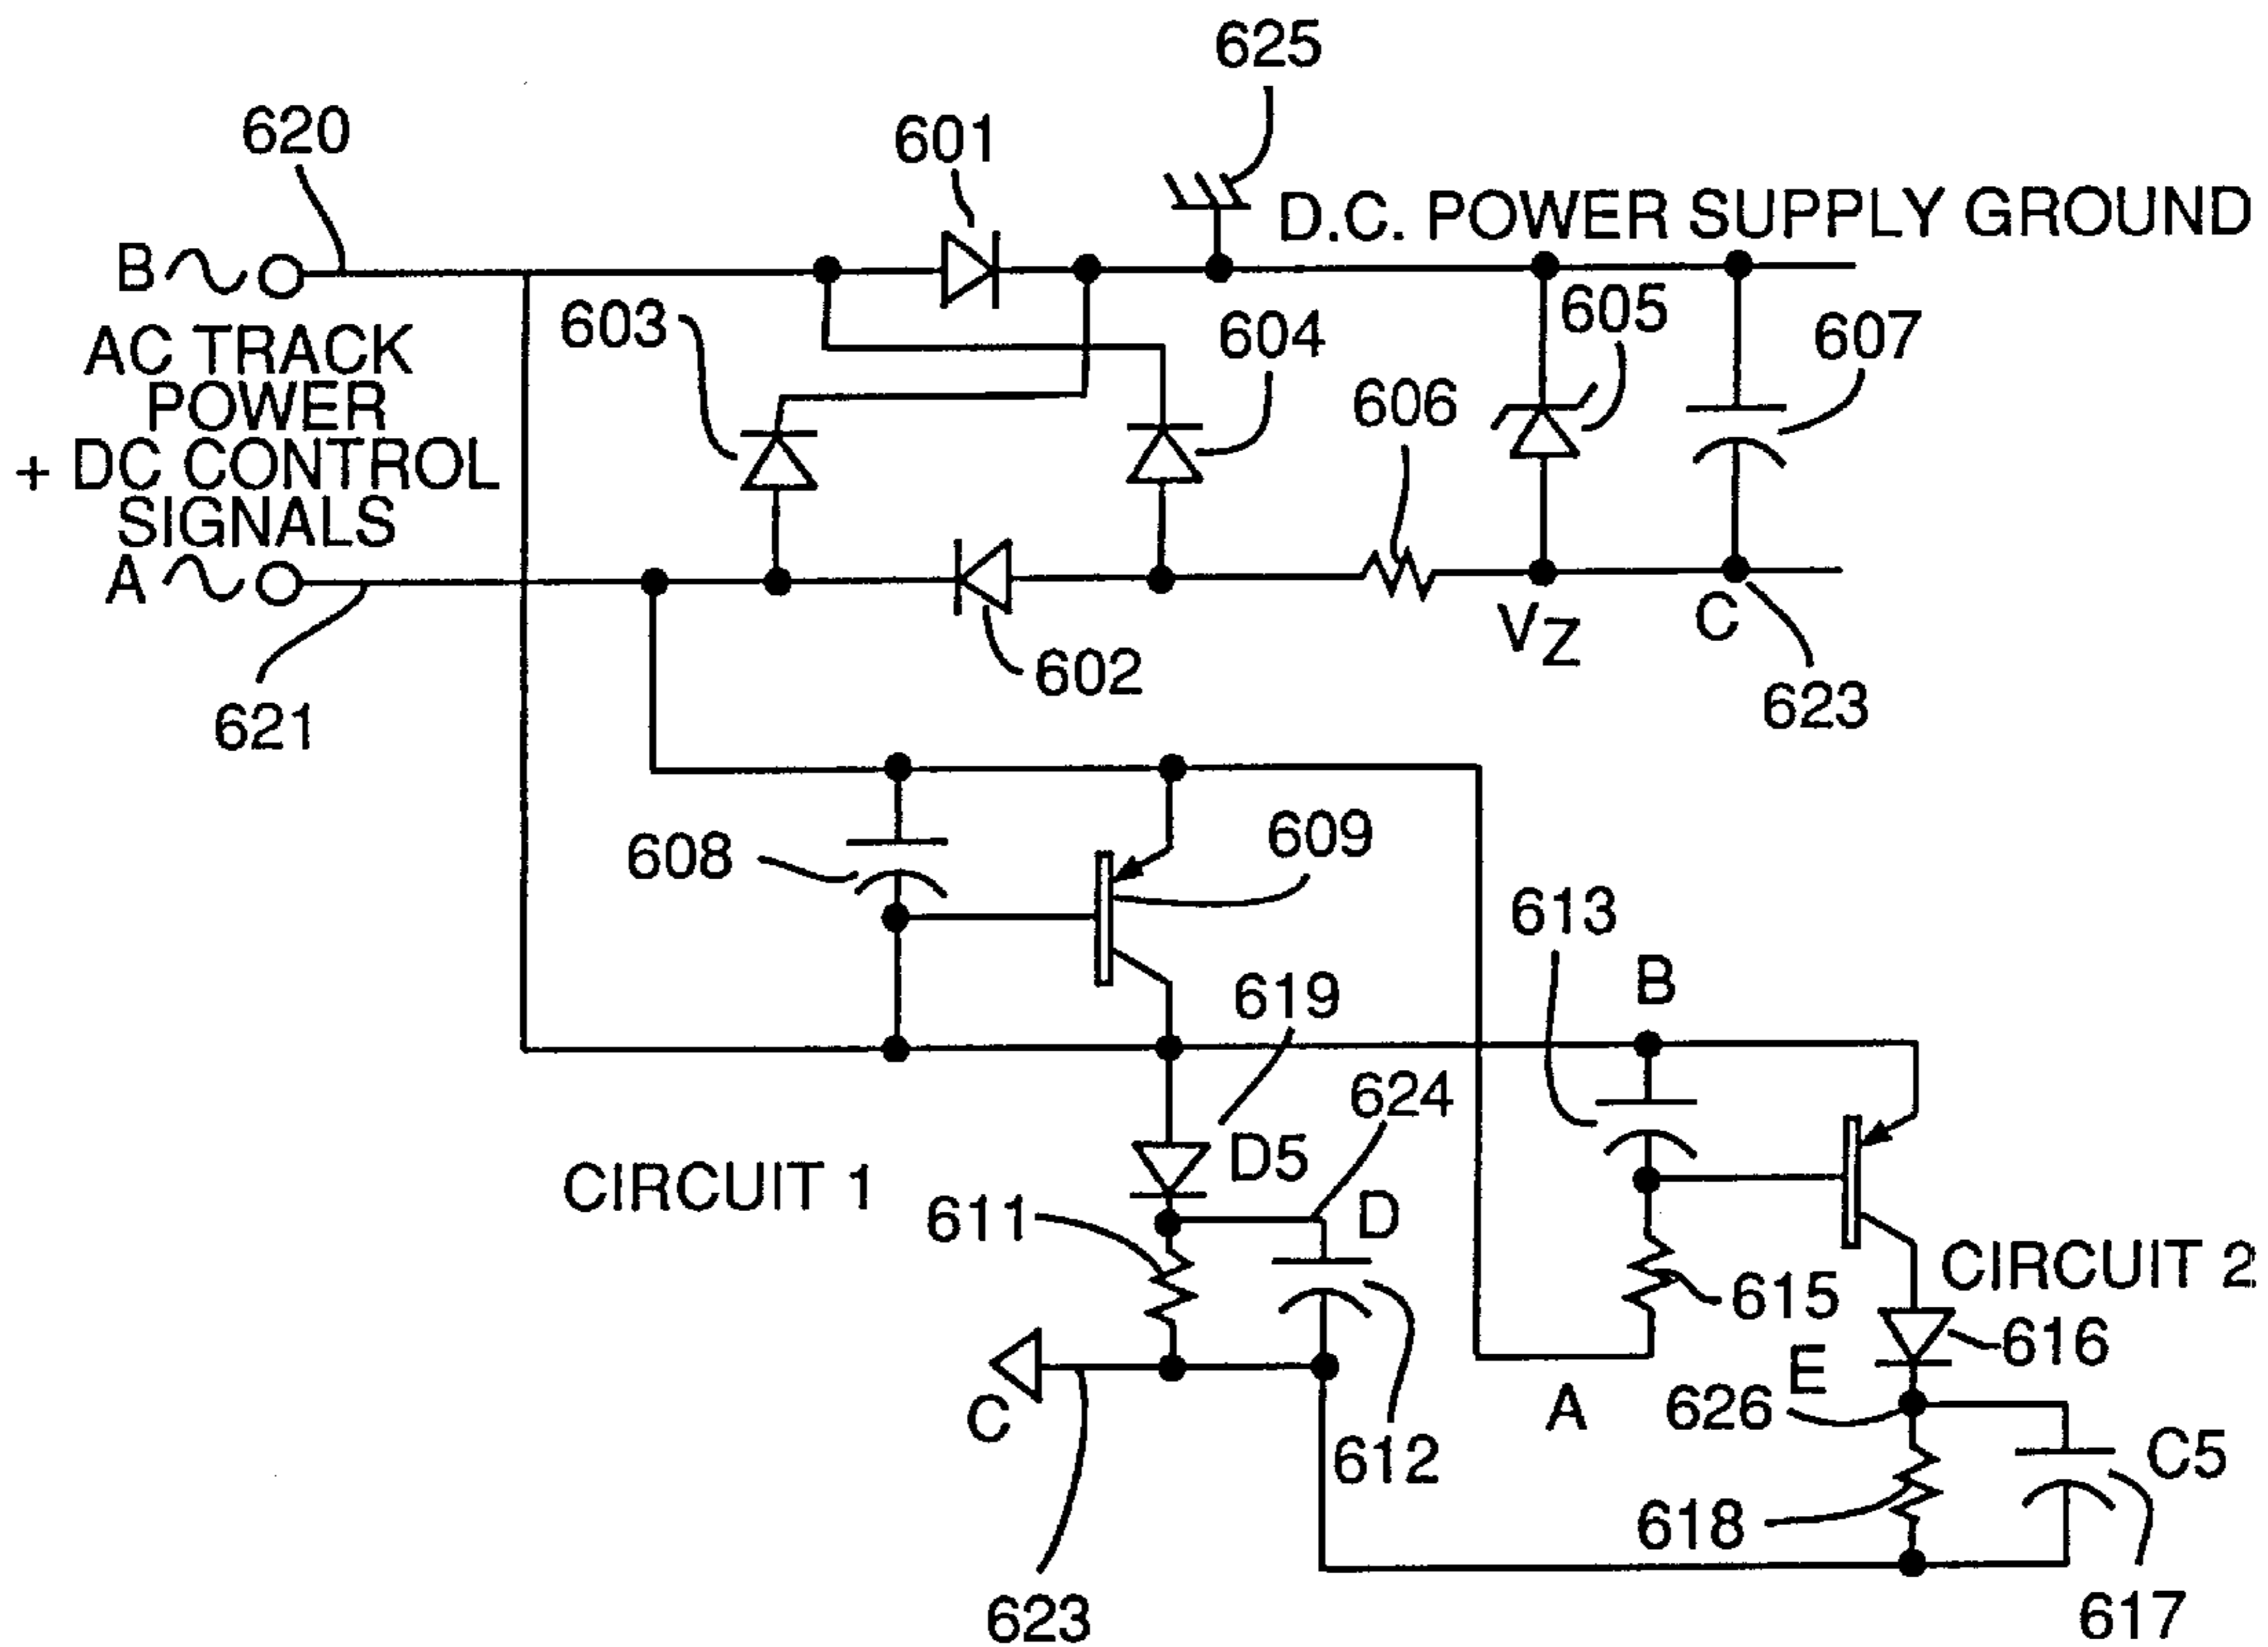 625
620
601
D.C. POWER SUPPLY GROUND
B
603
604
605
607
AC TRACK
POWER
+ DC CONTROL
SIGNALS
606
A
VZ
C
602
623
621
608
609
613
B
619
624
D5
D
CIRCUIT 1
611
CIRCUIT 2
615
616
E
C
A
626
612
C5
618
623
617